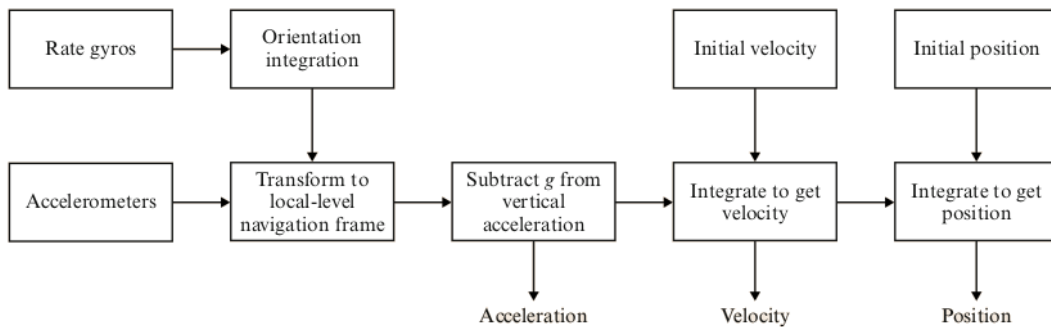 Rate gyros
Orientation
integration
Initial velocity
Initial position
Accelerometers
Transform to
local-level
navigation frame
Subtract g from
vertical
acceleration
Integrate to get
velocity
Integrate to get
position
Acceleration
Velocity
Position